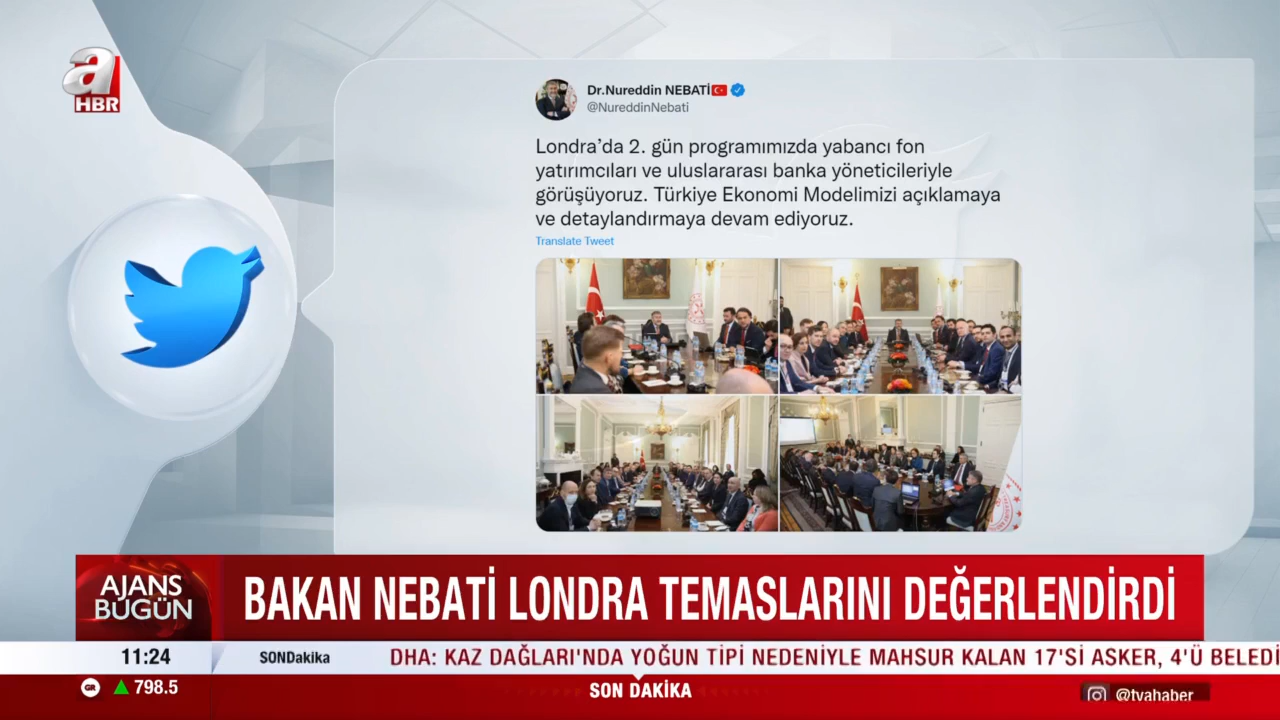 a
HBR
Dr.Nureddin NEBATİ
@NureddinNebati
Londra'da 2. gün programımızda yabancı fon
yatırımcıları ve uluslararası banka yöneticileriyle
görüşüyoruz. Türkiye Ekonomi Modelimizi açıklamaya
ve detaylandırmaya devam ediyoruz.
Translate Tweet
AJANS
BUGÜN
BAKAN NEBATİ LONDRA TEMASLARINI DEĞERLENDİRDİ
11:24
SONDakika
DHA: KAZ DAĞLARI'NDA YOĞUN TİPİ NEDENİYLE MAHSUR KALAN 17'Sİ ASKER, 4'Ü BELEDİ
GR 798.5
SON DAKİKA
@tvahaber